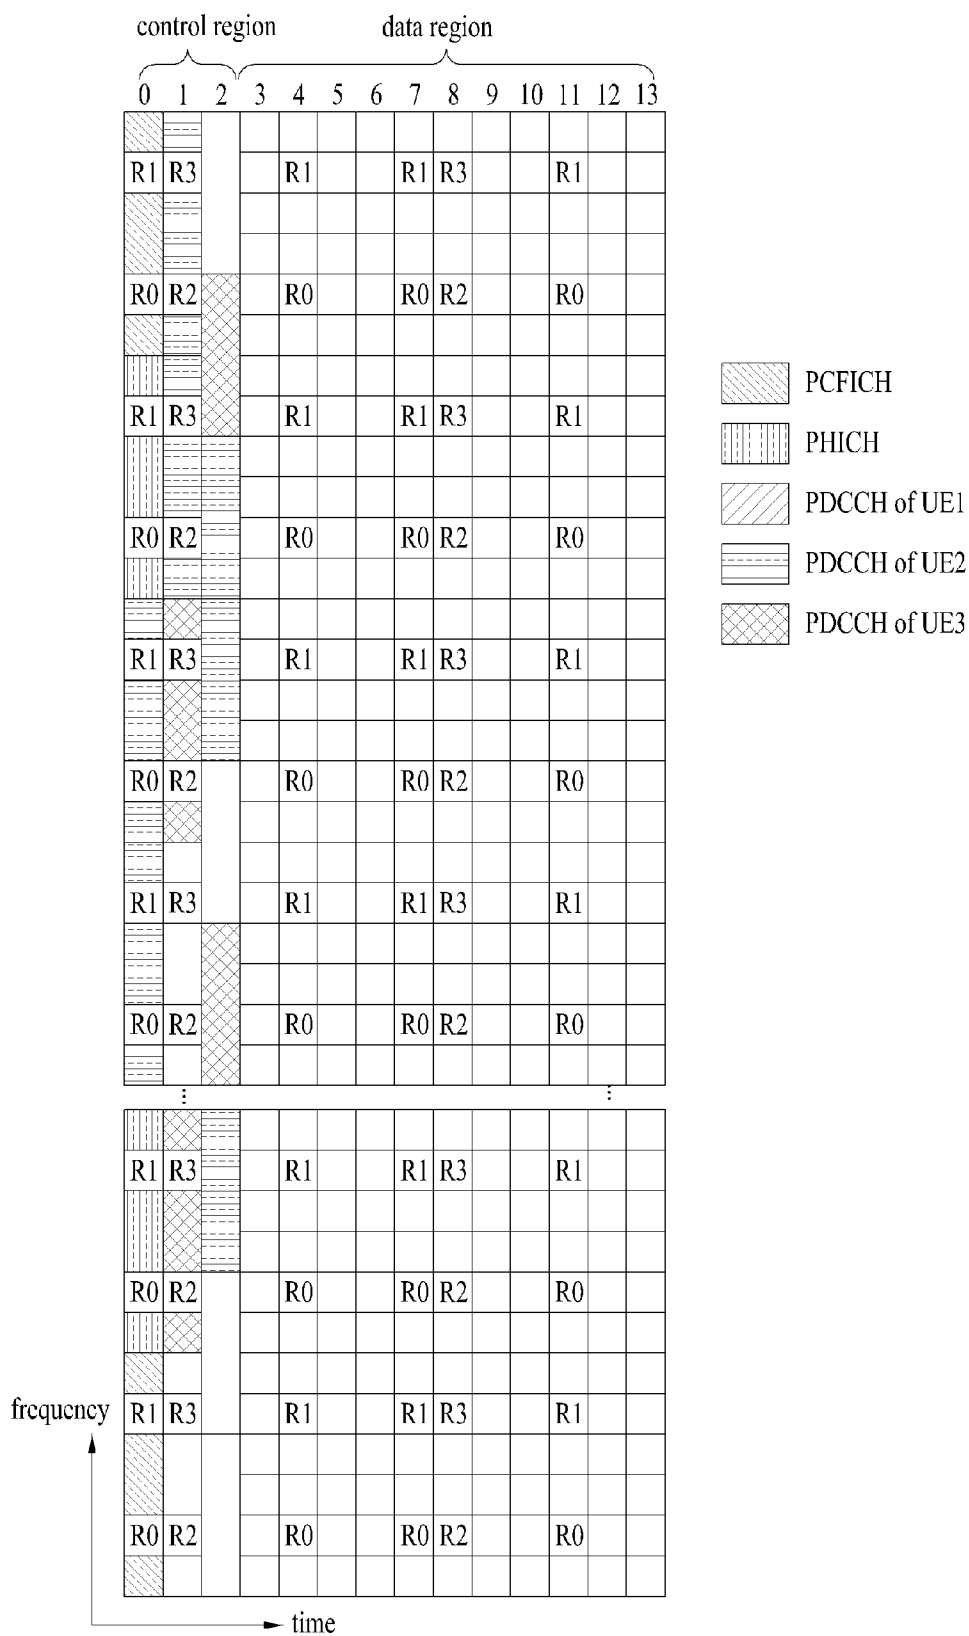 control region data region
0 1 2 3 4 5 6 7 8 9 10 11 12 13
R1 R3 R1 R1 R3 R1
R0 R2 R0 R0 R2 R0
PCFICH
R1 R3 R1 R1 R3 R1
PHICH
PDCCH of UE1
R0 R2 R0 R0 R2 R0
PDCCH of UE2
PDCCH of UE3
R1 R3 R1 R1 R3 R1
R0 R2 R0 R0 R2 R0
R1 R3 R1 R1 R3 R1
R0 R2 R0 R0 R2 R0
R1 R3 R1 R1 R3 R1
R0 R2 R0 R0 R2 R0
frequency R1 R3 R1 R1 R3 R1
R0 R2 R0 R0 R2 R0
time